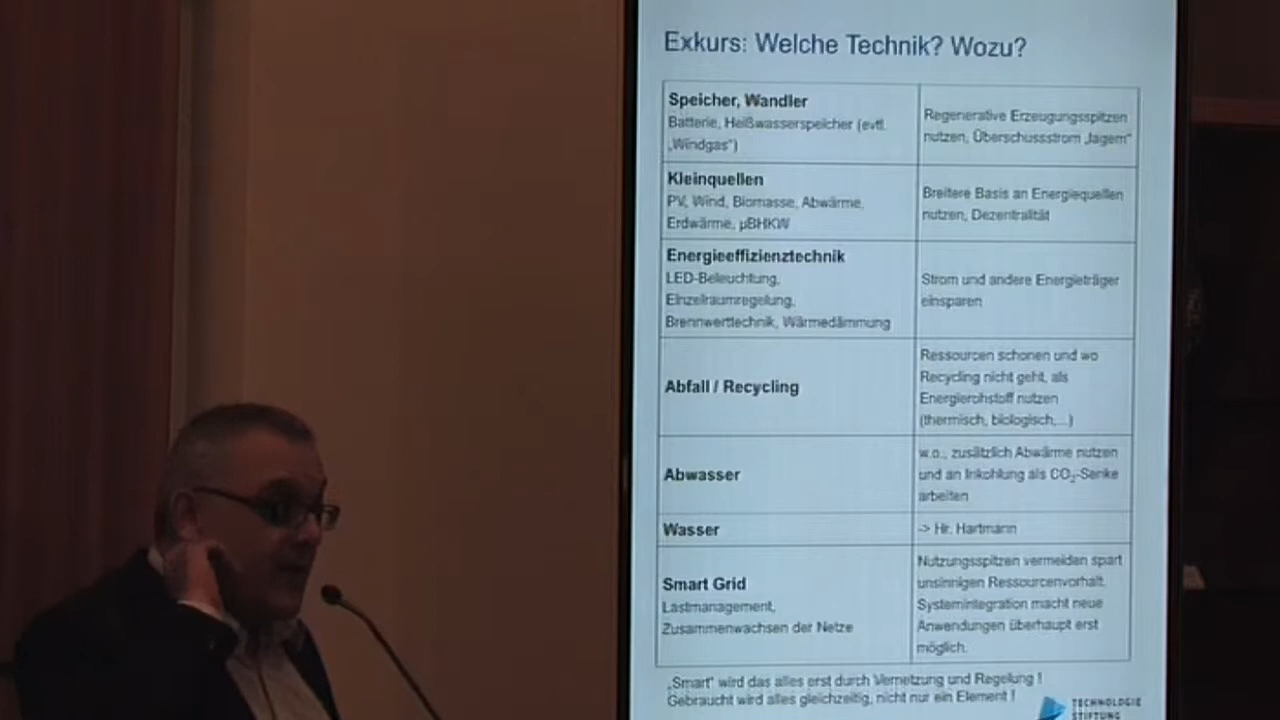 Exkurs: Welche Technik? Wozu?
Speicher, Wandler
Batterie, Heißwasserspeicher (evtl.
„Windgas“)
Regenerative Erzeugungsspitzen
nutzen, Überschussstrom „lagern“
Kleinquellen
PV, Wind, Biomasse, Abwärme,
Erdwärme, µBHKW
Breitere Basis an Energiequellen
nutzen, Dezentralität
Energieeffizienztechnik
LED-Beleuchtung,
Einzelraumregelung,
Brennwerttechnik, Wärmedämmung
Strom und andere Energieträger
einsparen
Abfall / Recycling
Ressourcen schonen und wo
Recycling nicht geht, als
Energierohstoff nutzen
(thermisch, biologisch,...)
Abwasser
w.o., zusätzlich Abwärme nutzen
und an Inkohlung als CO₂-Senke
arbeiten
Wasser
-> Hr. Hartmann
Smart Grid
Lastmanagement,
Zusammenwachsen der Netze
Nutzungsspitzen vermeiden spart
unsinnigen Ressourcenvorhalt.
Systemintegration macht neue
Anwendungen überhaupt erst
möglich.
„Smart“ wird das alles erst durch Vernetzung und Regelung !
Gebraucht wird alles gleichzeitig, nicht nur ein Element !
TECHNOLOGIE
STIFTUNG